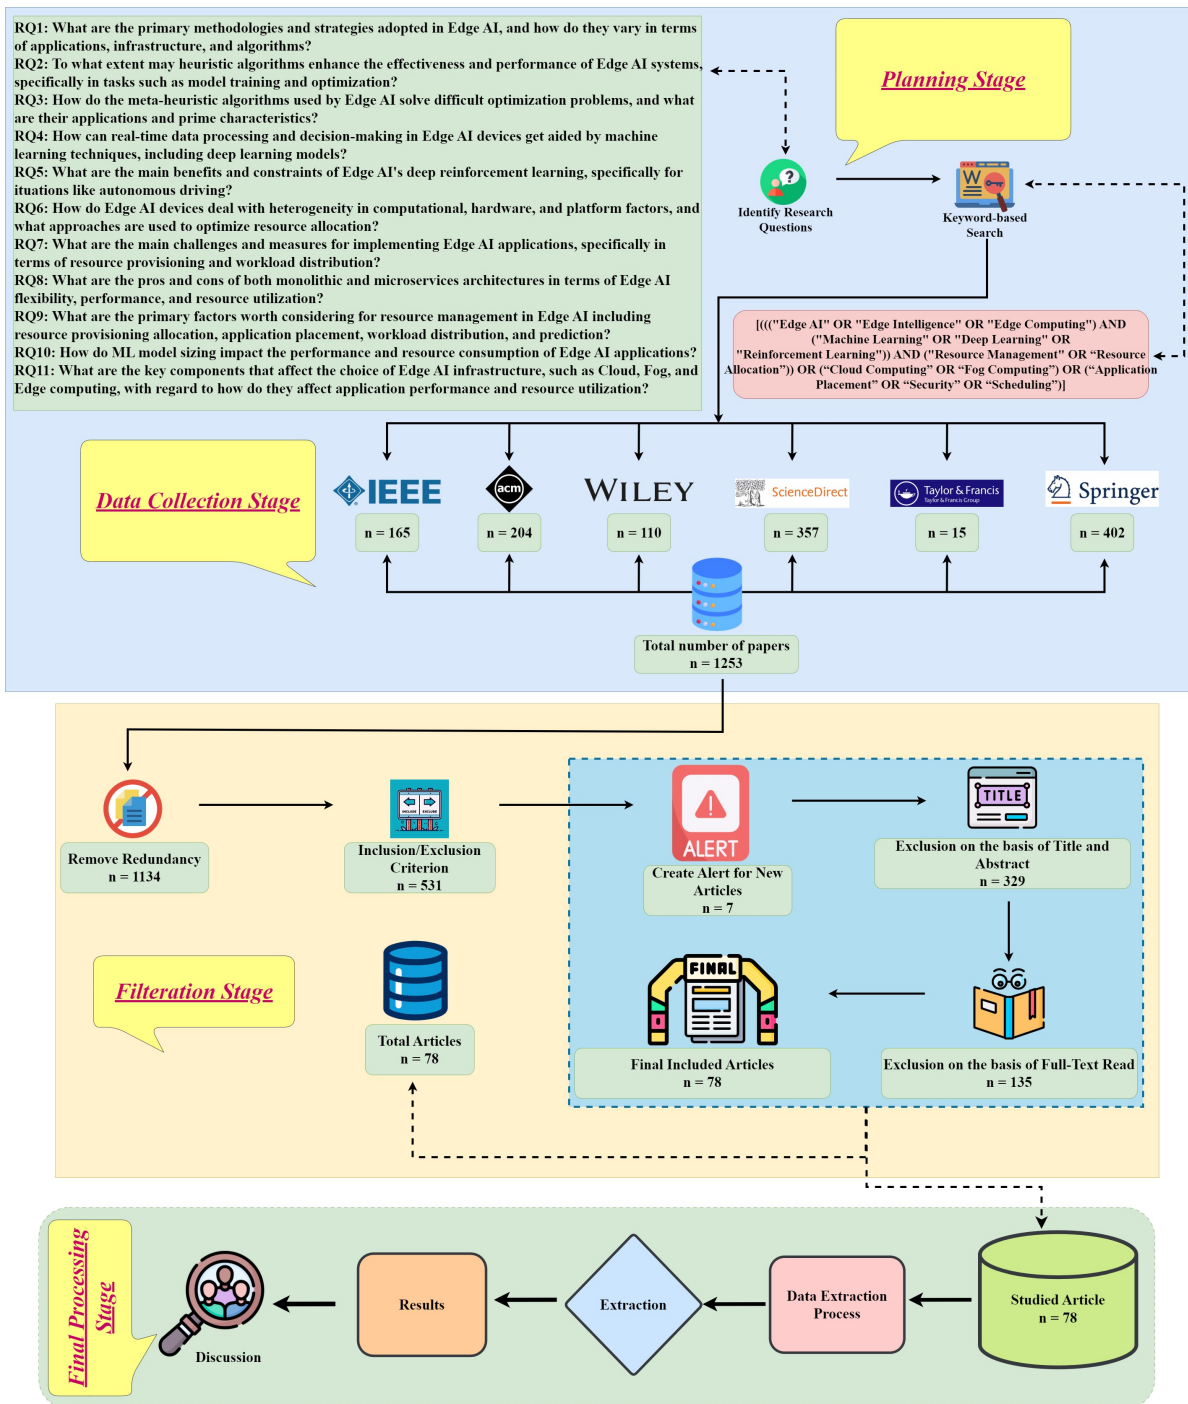 RQ1: What are the primary methodologies and strategies adopted in Edge AI, and how do they vary in terms
of applications, infrastructure, and algorithms?
RQ2: To what extent may heuristic algorithms enhance the effectiveness and performance of Edge AI systems,
specifically in tasks such as model training and optimization?
RQ3: How do the meta-heuristic algorithms used by Edge AI solve difficult optimization problems, and what
are their applications and prime characteristics?
RQ4: How can real-time data processing and decision-making in Edge AI devices get aided by machine
learning techniques, including deep learning models?
RQ5: What are the main benefits and constraints of Edge AI's deep reinforcement learning, specifically for
ituations like autonomous driving?
RQ6: How do Edge AI devices deal with heterogeneity in computational, hardware, and platform factors, and
what approaches are used to optimize resource allocation?
RQ7: What are the main challenges and measures for implementing Edge AI applications, specifically in
terms of resource provisioning and workload distribution?
RQ8: What are the pros and cons of both monolithic and microservices architectures in terms of Edge AI
flexibility, performance, and resource utilization?
RQ9: What are the primary factors worth considering for resource management in Edge AI including
resource provisioning allocation, application placement, workload distribution, and prediction?
RQ10: How do ML model sizing impact the performance and resource consumption of Edge AI applications?
RQ11: What are the key components that affect the choice of Edge AI infrastructure, such as Cloud, Fog, and
Edge computing, with regard to how do they affect application performance and resource utilization?
Planning Stage
Identify Research
Questions
W
Keyword-based
Search
[((("Edge AI" OR "Edge Intelligence" OR "Edge Computing") AND
("Machine Learning" OR "Deep Learning" OR
"Reinforcement Learning")) AND ("Resource Management" OR “Resource
Allocation”)) OR (“Cloud Computing” OR “Fog Computing”) OR (“Application
Placement” OR “Security” OR “Scheduling”)]
Data Collection Stage
IEEE
acm
WILEY
ScienceDirect
Taylor & Francis
Taylor & Francis Group
Springer
n = 165
n = 204
n = 110
n = 357
n = 15
n = 402
Total number of papers
n = 1253
Remove Redundancy
n = 1134
INCLUDE EXCLUDE
Inclusion/Exclusion
Criterion
n = 531
ALERT
Create Alert for New
Articles
n = 7
TITLE
Exclusion on the basis of Title and
Abstract
n = 329
Filteration Stage
Total Articles
n = 78
FINAL
Final Included Articles
n = 78
Exclusion on the basis of Full-Text Read
n = 135
Final Processing
Stage
Discussion
Results
Extraction
Data Extraction
Process
Studied Article
n = 78